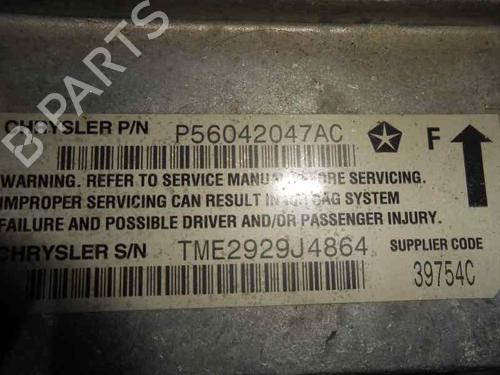 CHRYSLER P/N P56042047AC F
WARNING. REFER TO SERVICE MANUAL BEFORE SERVICING.
IMPROPER SERVICING CAN RESULT IN AIR BAG SYSTEM
FAILURE AND POSSIBLE DRIVER AND/OR PASSENGER INJURY.
CHRYSLER S/N TME2929J4864 SUPPLIER CODE
39754C
B-PARTS